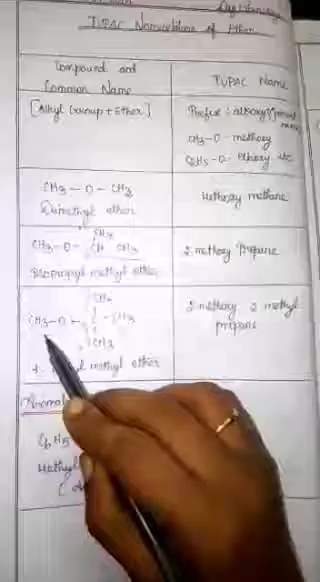 IUPAC Nomenclature of Ether
Compound and
Common Name
IUPAC Name
[Alkyl Group + Ether]
Prefix : alkoxy
CH3-O- methoxy
C2H5-O- Ethoxy etc
CH3 - O - CH3
Dimethyl ether
Methoxy methane
CH3
CH3-O- CH CH3
Isopropyl methyl ether
2 methoxy Propane
CH3
CH3-O- C - CH3
CH3
methyl ether
2 methoxy 2 methyl
propane
C6H5
Methyl